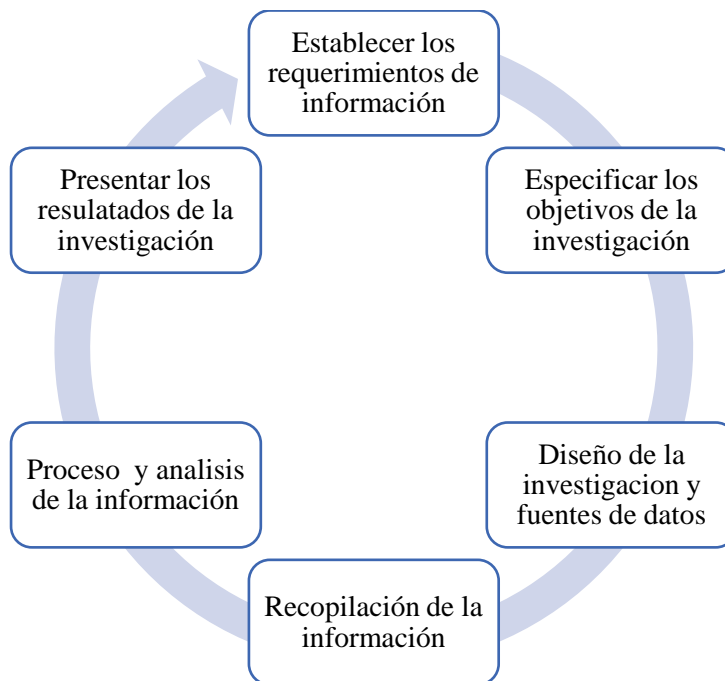 Establecer los
requerimientos de
información
Especificar los
objetivos de la
investigación
Diseño de la
investigacion y
fuentes de datos
Recopilación de la
información
Proceso  y analisis
de la información
Presentar los
resulatados de la
investigación